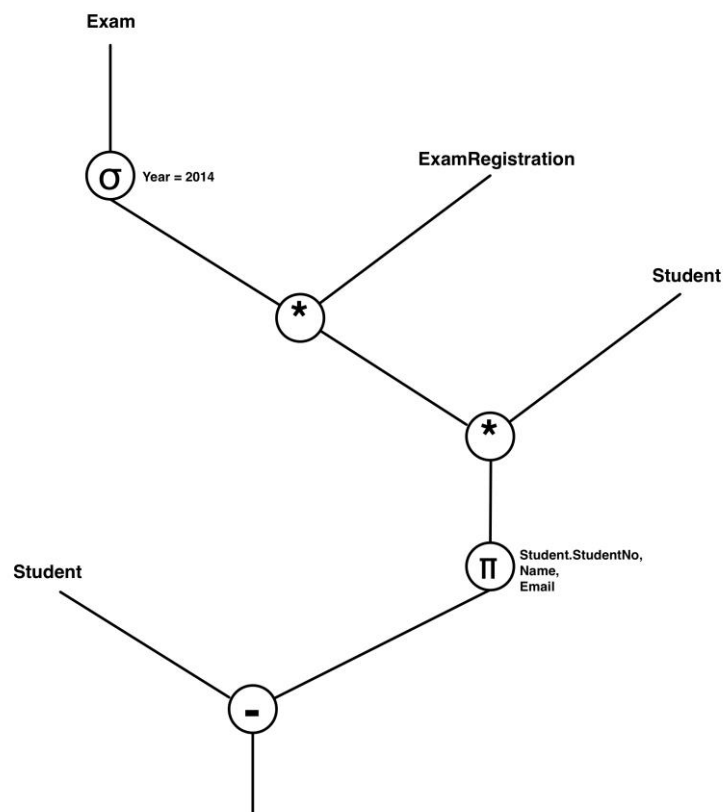 Exam
σ Year = 2014
ExamRegistration
*
Student
*
π Student.StudentNo,
Name,
Email
Student
-